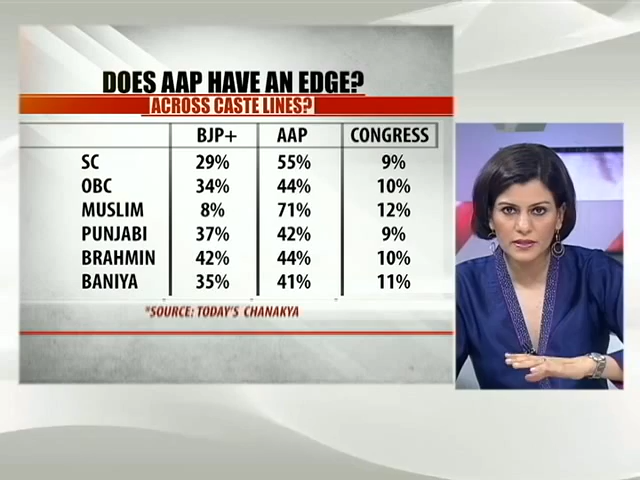 DOES AAP HAVE AN EDGE?
ACROSS CASTE LINES?
BJP+ AAP CONGRESS
SC 29% 55% 9%
OBC 34% 44% 10%
MUSLIM 8% 71% 12%
PUNJABI 37% 42% 9%
BRAHMIN 42% 44% 10%
BANIYA 35% 41% 11%
*SOURCE: TODAY'S CHANAKYA